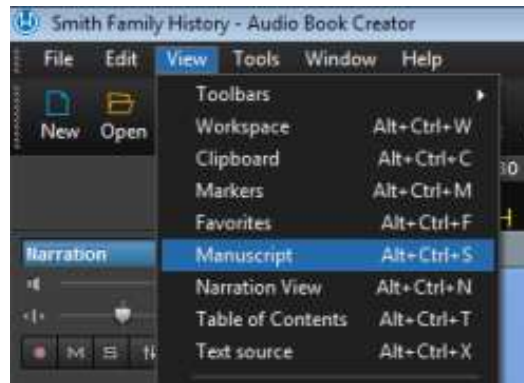 Smith Family History - Audio Book Creator
File Edit View Tools Window Help
New Open
Toolbars
Workspace Alt+Ctrl+W
Clipboard Alt+Ctrl+C
Markers Alt+Ctrl+M
Favorites Alt+Ctrl+F
Narration
Manuscript Alt+Ctrl+S
Narration View Alt+Ctrl+N
Table of Contents Alt+Ctrl+T
Text source Alt+Ctrl+X
M S